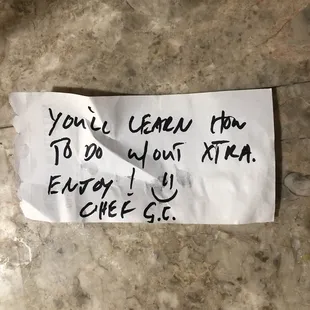 YOU'LL LEARN HOW
TO DO W/OUT XTRA.
ENJOY!
CHEF G.C.